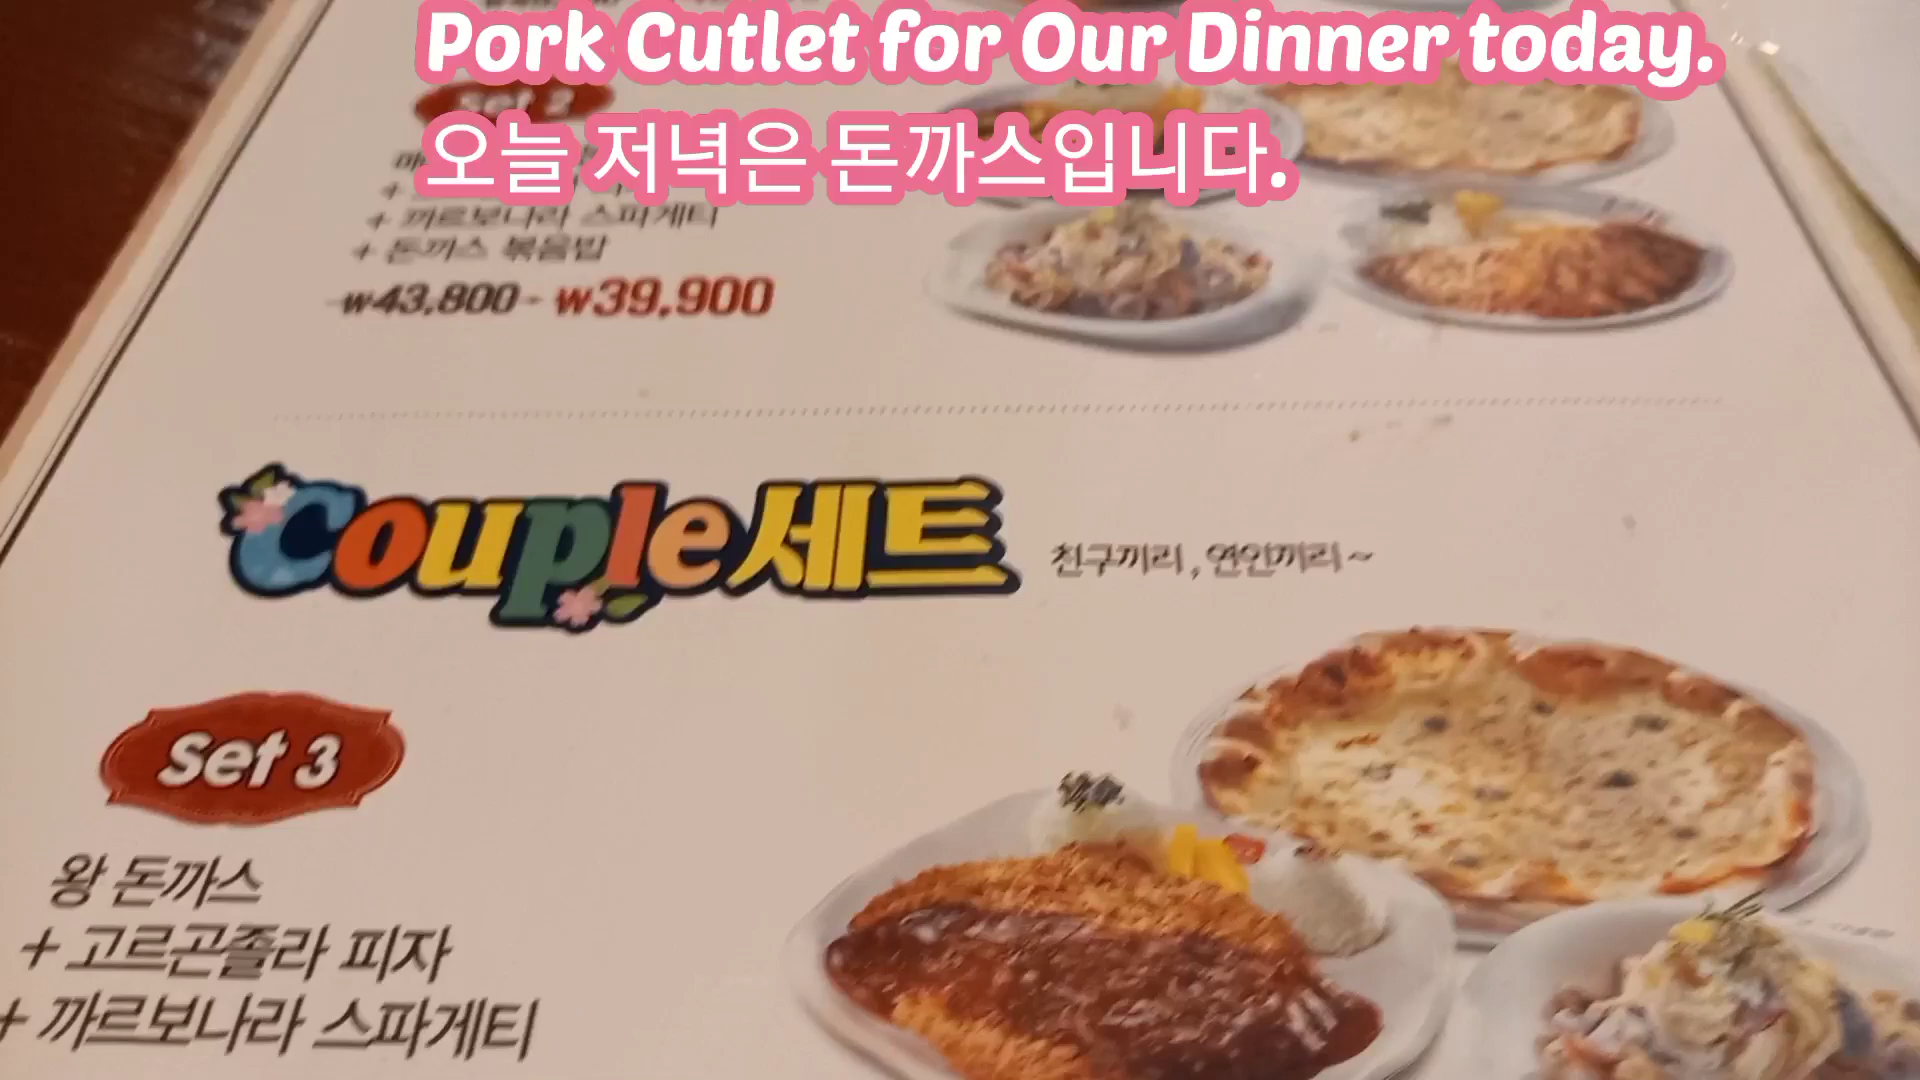 Pork Cutlet for Our Dinner today.
오늘 저녁은 돈까스입니다.
Set 2
+ 까르보나라 스파게티
+ 돈까스 볶음밥
₩43,800 - ₩39,900
Couple세트
친구끼리, 연인끼리~
Set 3
왕 돈까스
+ 고르곤졸라 피자
+ 까르보나라 스파게티